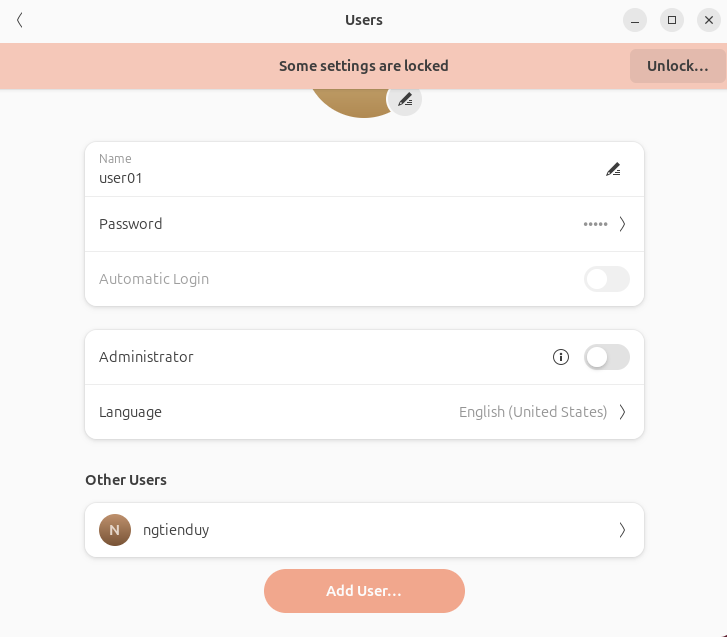 Users
Some settings are locked
Unlock...
Name
user01
Password
•••••
Automatic Login
Administrator
Language
English (United States)
Other Users
N
ngtienduy
Add User...